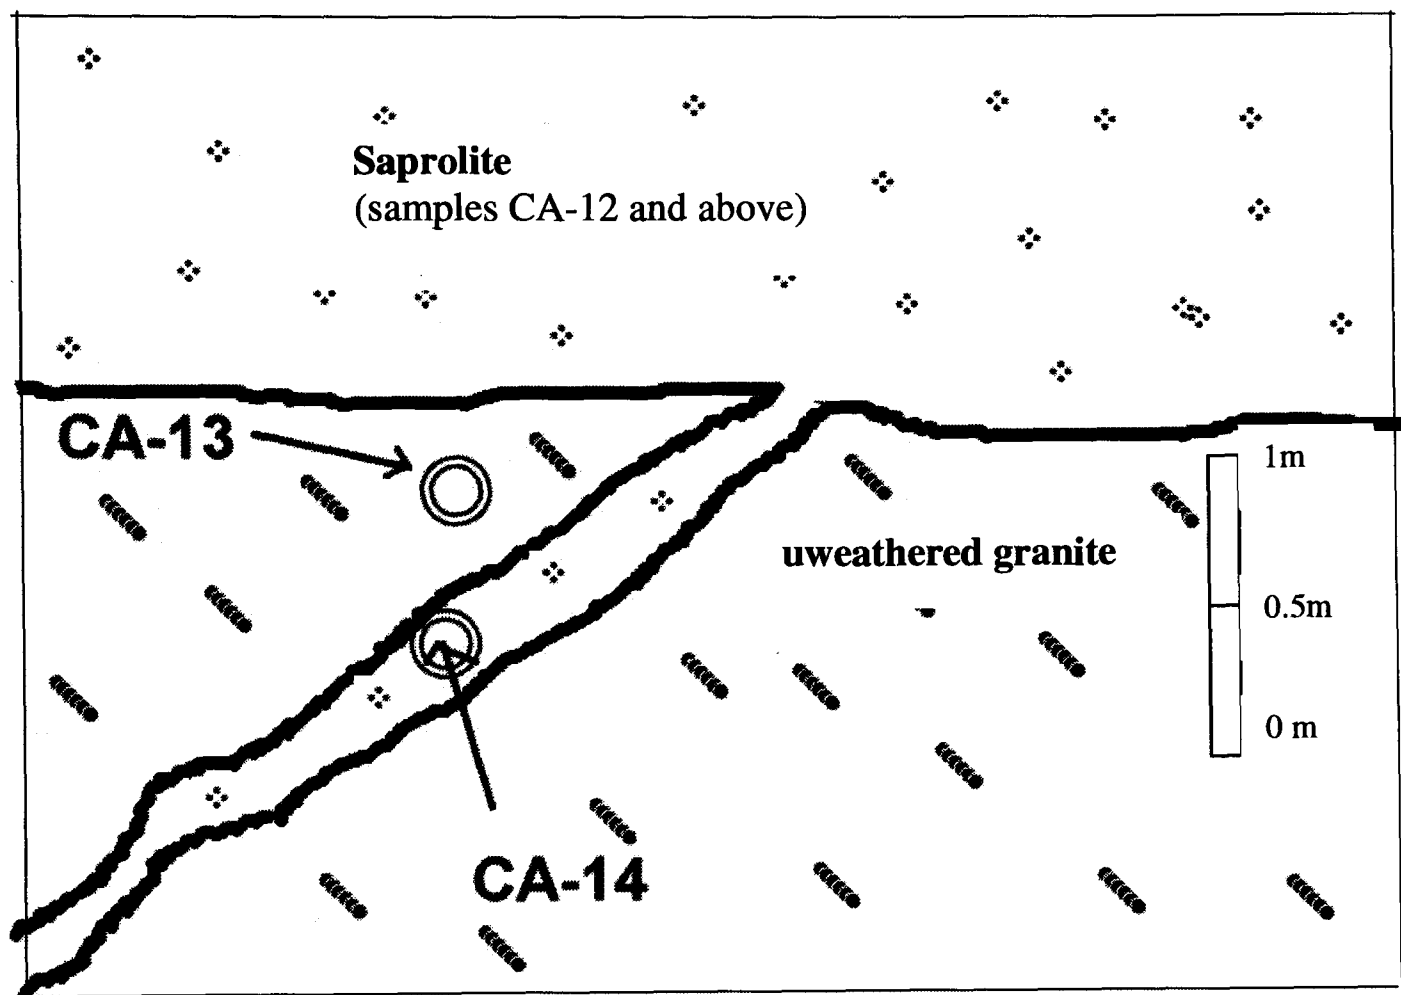 Saprolite
(samples CA-12 and above)
CA-13
1m
uweathered granite
0.5m
0 m
CA-14